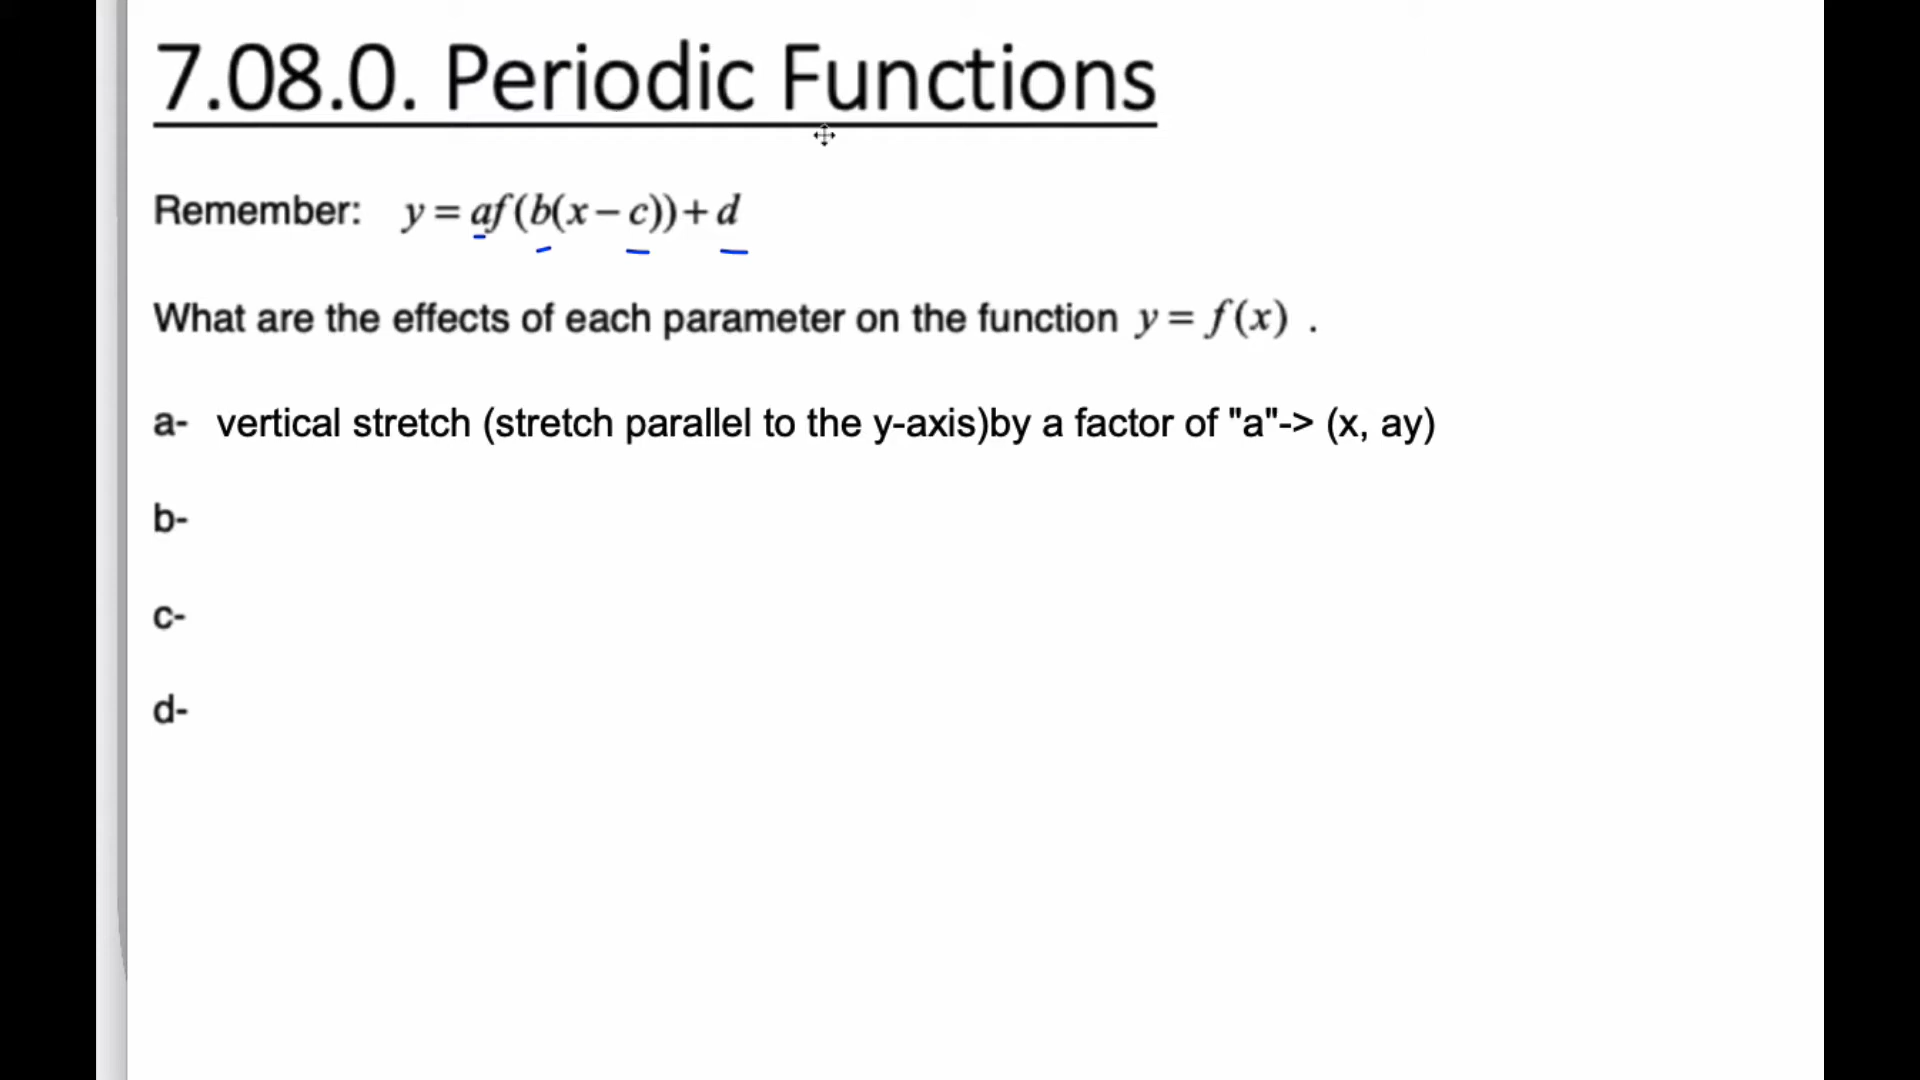 7.08.0. Periodic Functions
Remember: y = af(b(x − c)) + d
What are the effects of each parameter on the function y = f(x) .
a- vertical stretch (stretch parallel to the y-axis)by a factor of "a"-> (x, ay)
b-
c-
d-